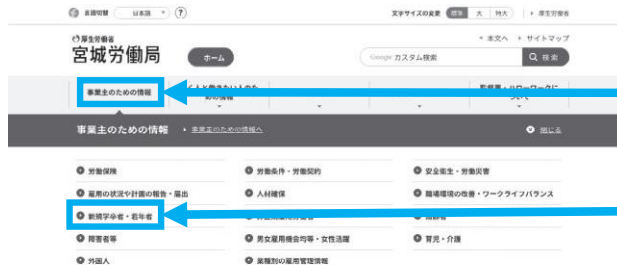 言語切替 日本語 ?
文字サイズの変更 標準 大 特大 厚生労働省
厚生労働省
宮城労働局 ホーム
本文へ サイトマップ
Google カスタム検索 検索
事業主のための情報
事業主のための情報 事業主のための情報へ 閉じる
労働保険 労働条件・労働契約 安全衛生・労働災害
雇用の状況や計画の報告・届出 人材確保 職場環境の改善・ワークライフバランス
新規学卒者・若年者
障害者等 男女雇用機会均等・女性活躍 育児・介護
外国人 業種別の雇用管理情報